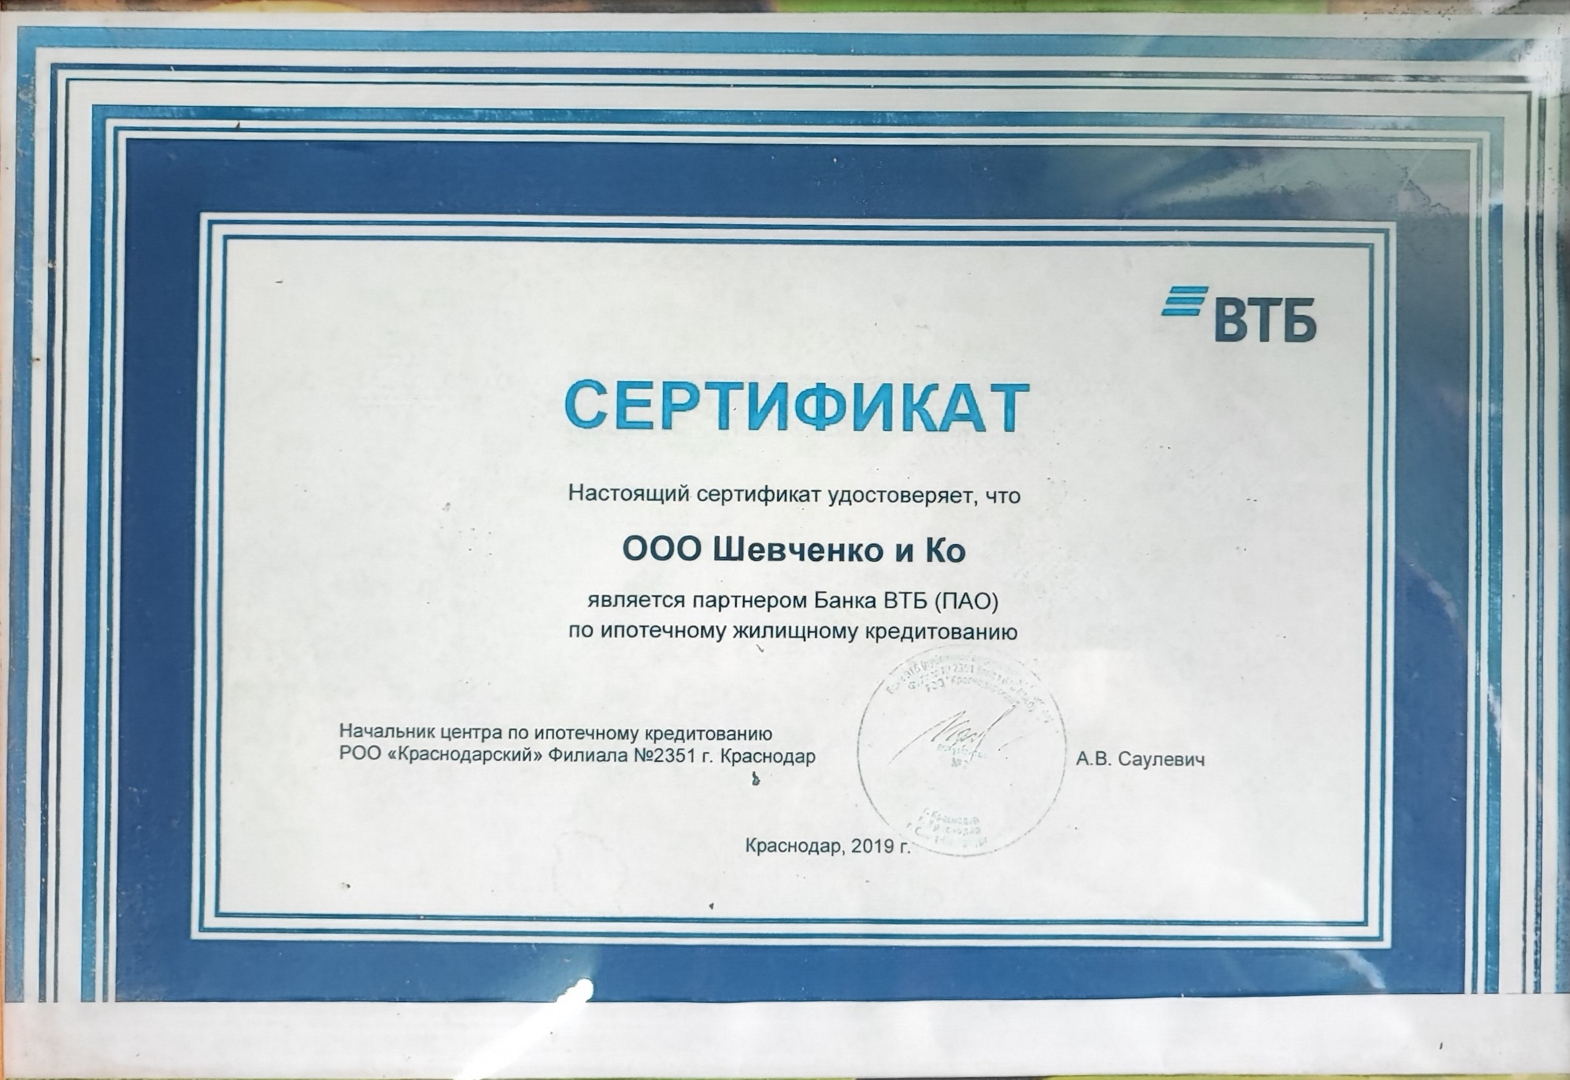 ВТБ
СЕРТИФИКАТ
Настоящий сертификат удостоверяет, что
ООО Шевченко и Ко
является партнером Банка ВТБ (ПАО)
по ипотечному жилищному кредитованию
Начальник центра по ипотечному кредитованию
РОО «Краснодарский» Филиала №2351 г. Краснодар
А.В. Саулевич
Краснодар, 2019 г.